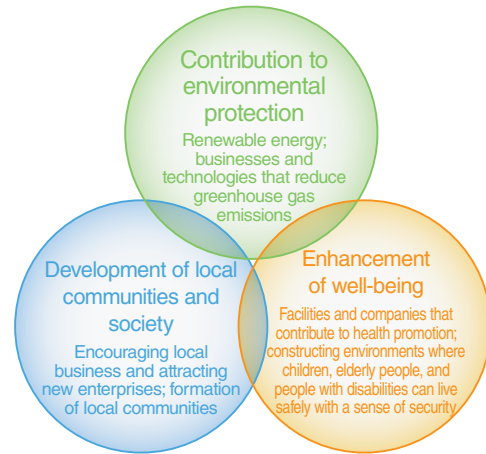 Contribution to
environmental
protection
Renewable energy;
businesses and
technologies that reduce
greenhouse gas
emissions
Development of local
communities and
society
Encouraging local
business and attracting
new enterprises; formation
of local communities
Enhancement
of well-being
Facilities and companies that
contribute to health promotion;
constructing environments where
children, elderly people, and
people with disabilities can live
safely with a sense of security